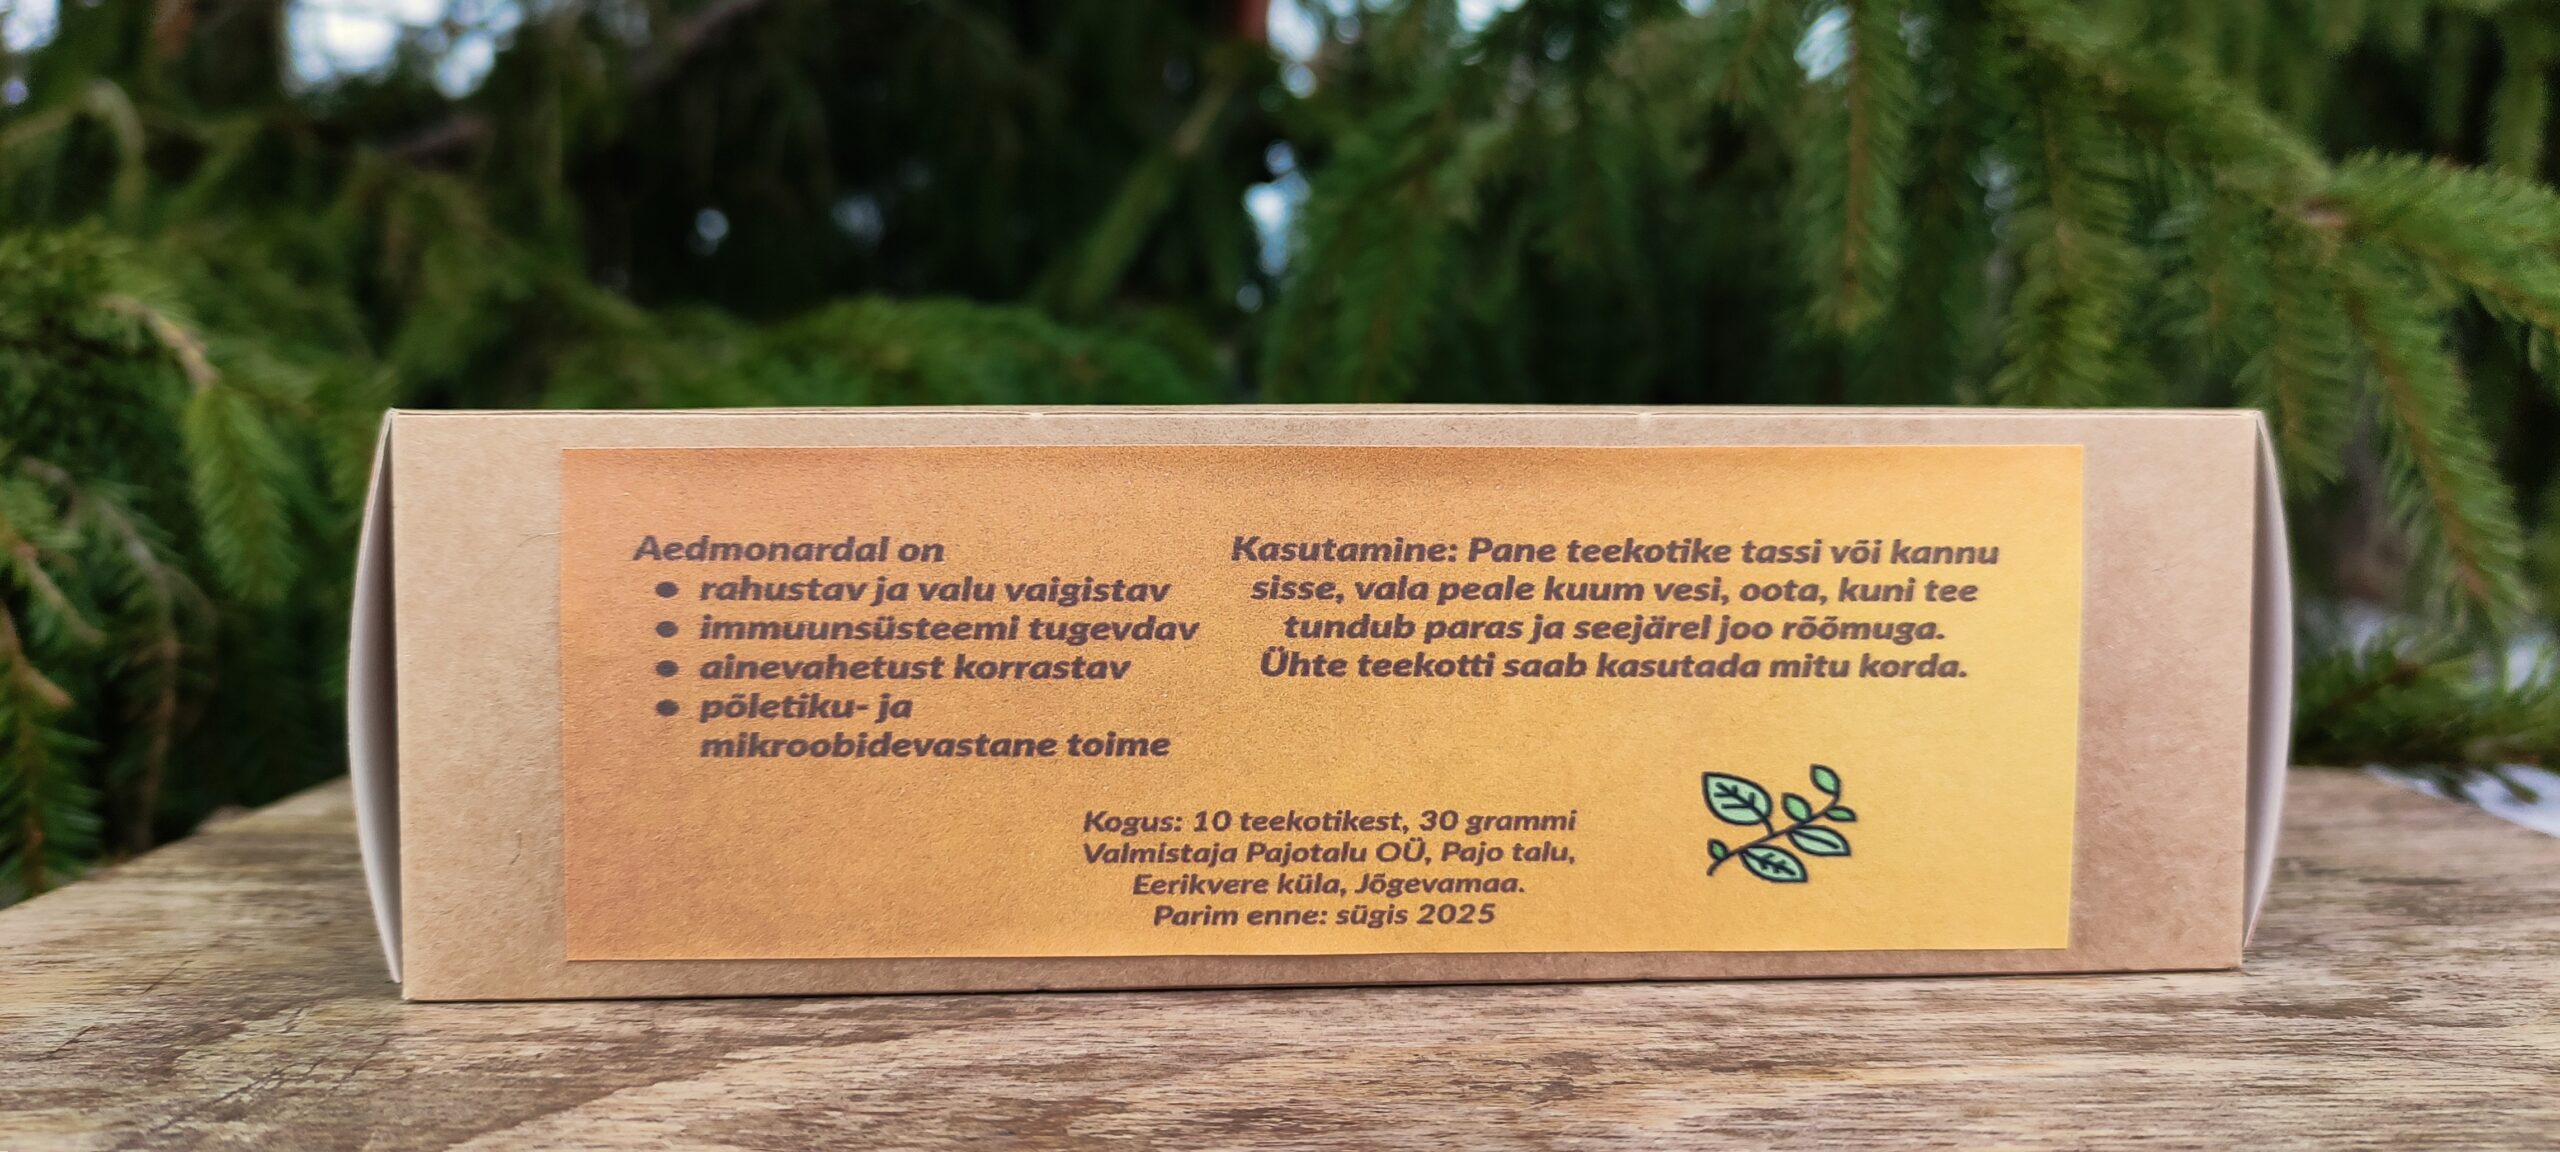 Aedmonardal on
● rahustav ja valu vaigistav
● immuunsüsteemi tugevdav
● ainevahetust korrastav
● põletiku- ja
mikroobidevastane toime
Kasutamine: Pane teekotike tassi või kannu
sisse, vala peale kuum vesi, oota, kuni tee
tundub paras ja seejärel joo rõõmuga.
Ühte teekotti saab kasutada mitu korda.
Kogus: 10 teekotikest, 30 grammi
Valmistaja Pajotalu OÜ, Pajo talu,
Eerikvere küla, Jõgevamaa.
Parim enne: sügis 2025